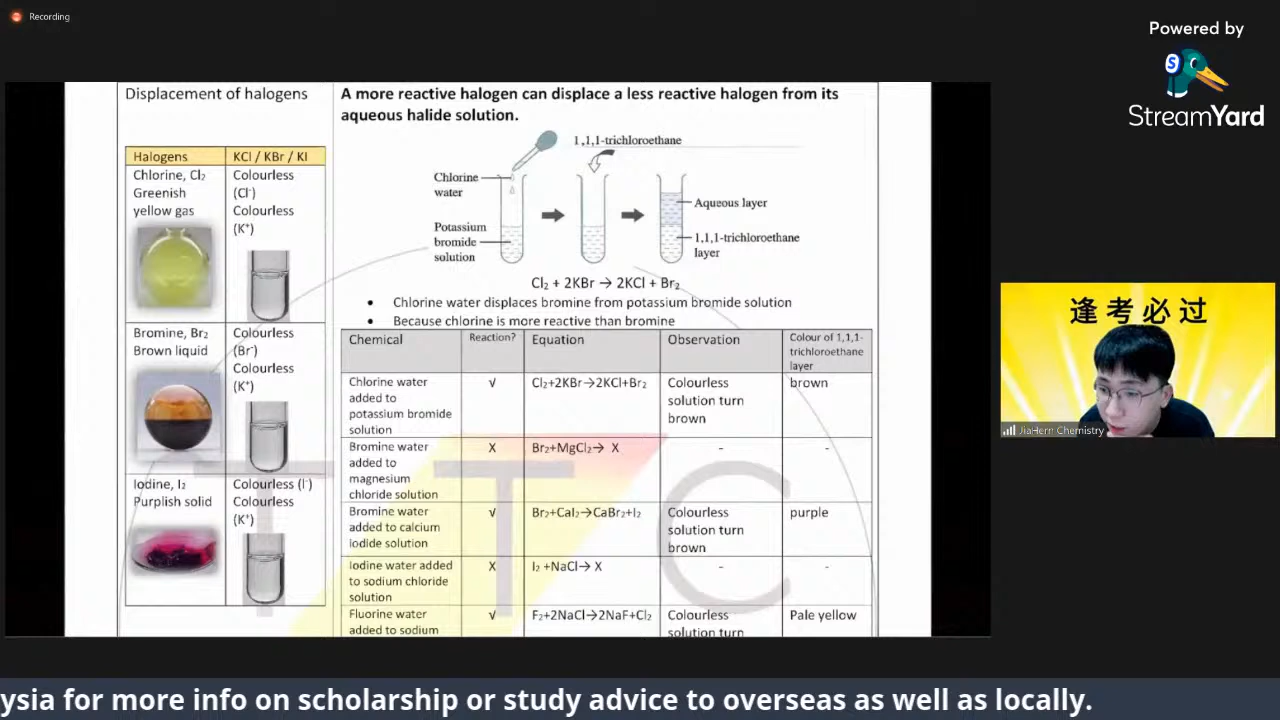 Recording
Powered by
StreamYard
Displacement of halogens
Halogens
KCl / KBr / KI
Chlorine, Cl₂
Greenish
yellow gas
Colourless
(Cl⁻)
Colourless
(K⁺)
Bromine, Br₂
Brown liquid
Colourless
(Br⁻)
Colourless
(K⁺)
Iodine, I₂
Purplish solid
Colourless (I⁻)
Colourless
(K⁺)
A more reactive halogen can displace a less reactive halogen from its
aqueous halide solution.
1,1,1-trichloroethane
Chlorine
water
Potassium
bromide
solution
Aqueous layer
1,1,1-trichloroethane
layer
Cl₂ + 2KBr → 2KCl + Br₂
• Chlorine water displaces bromine from potassium bromide solution
• Because chlorine is more reactive than bromine
Chemical
Reaction?
Equation
Observation
Colour of 1,1,1-
trichloroethane
layer
Chlorine water
added to
potassium bromide
solution
√
Cl₂+2KBr→2KCl+Br₂
Colourless
solution turn
brown
brown
Bromine water
added to
magnesium
chloride solution
X
Br₂+MgCl₂→ X
-
-
Bromine water
added to calcium
iodide solution
√
Br₂+CaI₂→CaBr₂+I₂
Colourless
solution turn
brown
purple
Iodine water added
to sodium chloride
solution
X
I₂ +NaCl→ X
-
-
Fluorine water
added to sodium
√
F₂+2NaCl→2NaF+Cl₂
Colourless
solution turn
Pale yellow
TTC
逢考必过
JiaHern Chemistry
ysia for more info on scholarship or study advice to overseas as well as locally.